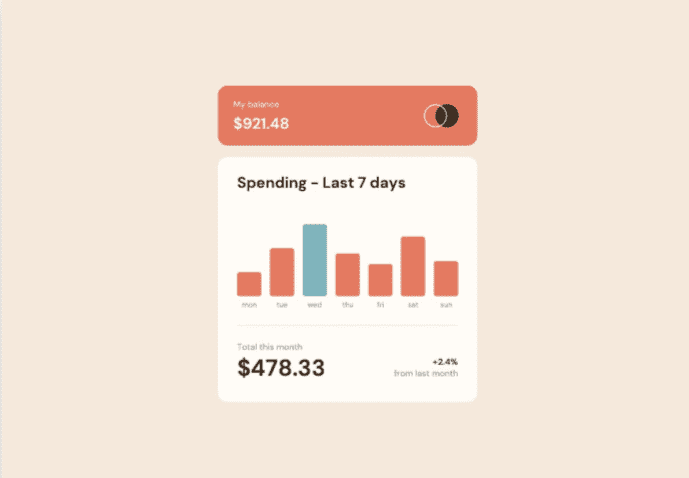 My balance
$921.48
Spending - Last 7 days
mon tue wed thu fri sat sun
Total this month
$478.33
+2.4%
from last month